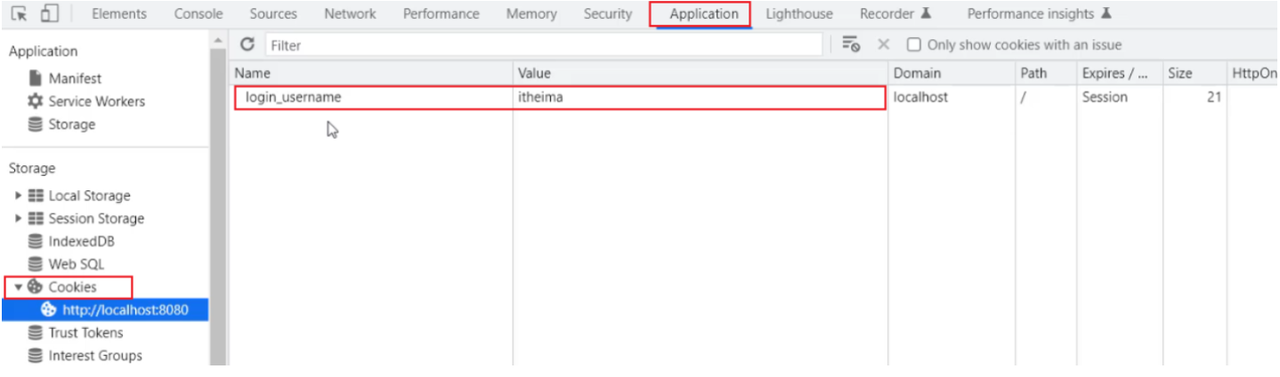 Elements Console Sources Network Performance Memory Security Application Lighthouse Recorder Performance insights
Application
Manifest
Service Workers
Storage
Storage
Local Storage
Session Storage
IndexedDB
Web SQL
Cookies
http://localhost:8080
Trust Tokens
Interest Groups
Filter
Only show cookies with an issue
Name Value Domain Path Expires / ... Size HttpOn
login_username itheima localhost / Session 21